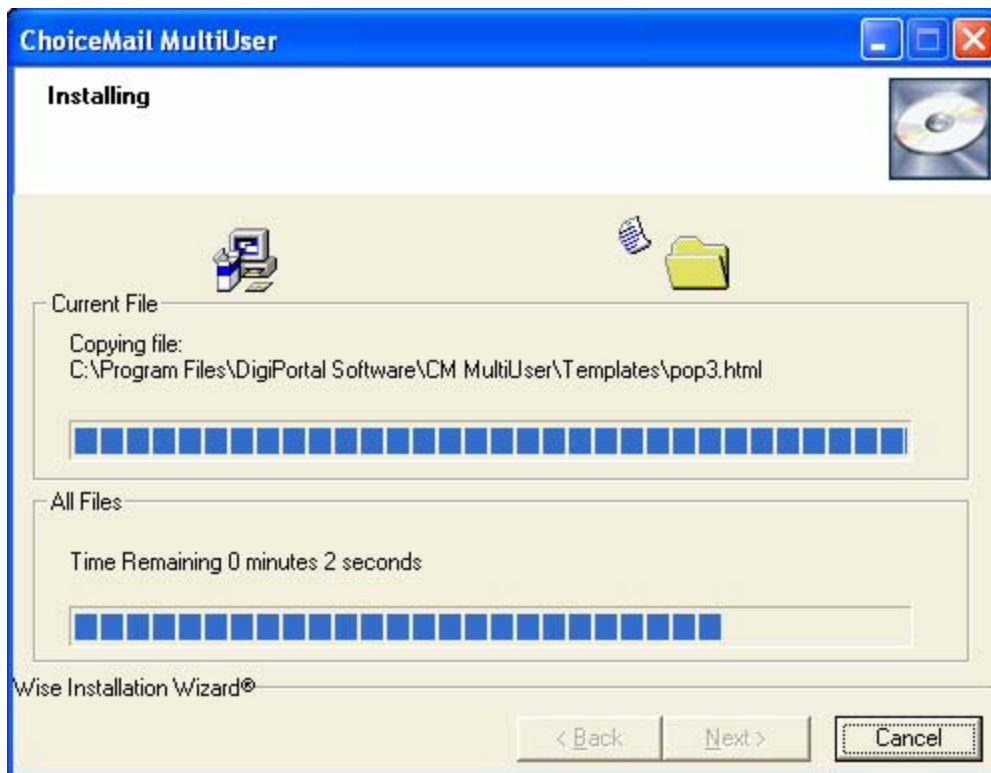 ChoiceMail MultiUser
Installing
Current File
Copying file:
C:\Program Files\DigiPortal Software\CM MultiUser\Templates\pop3.html
All Files
Time Remaining 0 minutes 2 seconds
Wise Installation Wizard®
< Back
Next >
Cancel